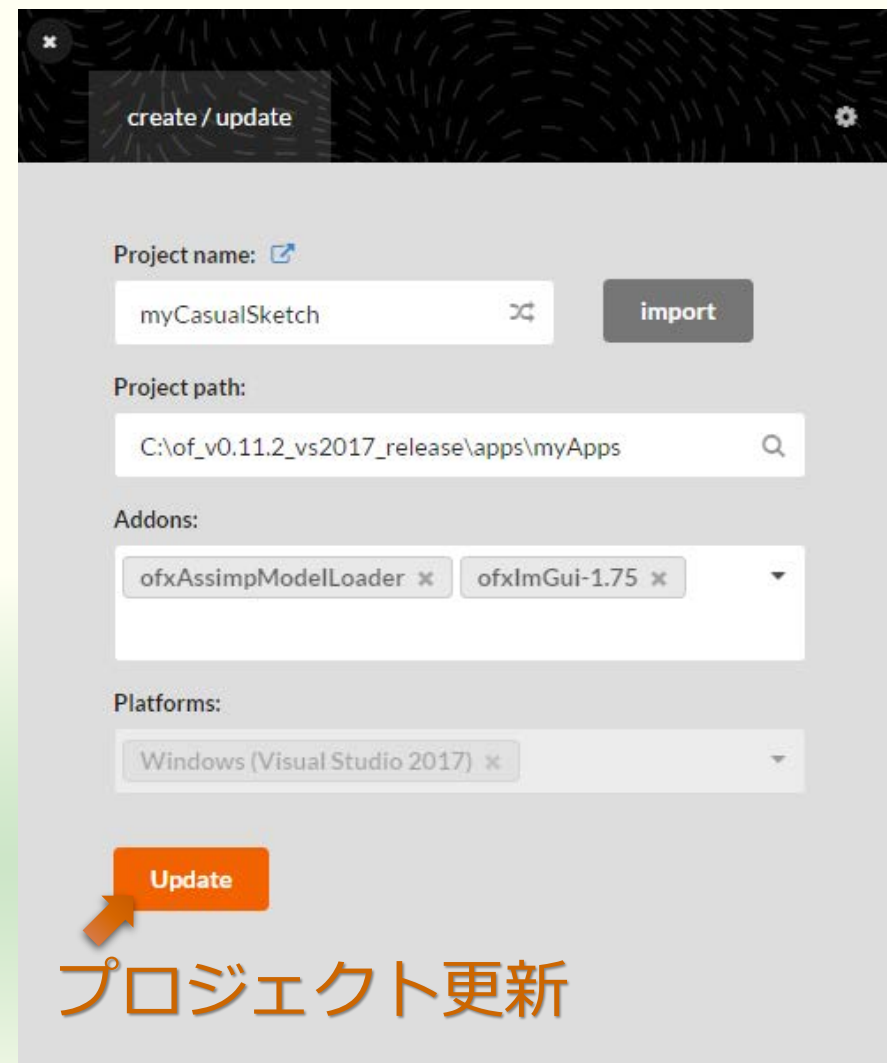 create / update
Project name:
myCasualSketch
import
Project path:
C:\of_v0.11.2_vs2017_release\apps\myApps
Addons:
ofxAssimpModelLoader ofxImGui-1.75
Platforms:
Windows (Visual Studio 2017)
Update
プロジェクト更新